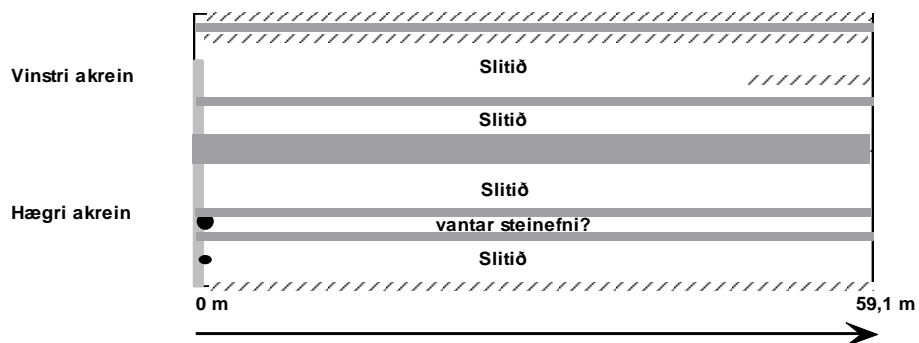 Slitið
Vinstri akrein
Slitið
Slitið
Hægri akrein
vantar steinefni?
Slitið
0 m
59,1 m